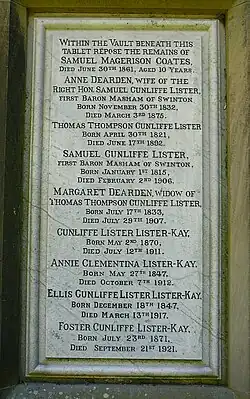 Within the Vault beneath this
tablet repose the remains of
Samuel Magerison Coates,
Died June 30th 1861, Aged 10 Years.
Anne Dearden, wife of the
Right Hon. Samuel Cunliffe Lister,
First Baron Masham of Swinton
Born November 30th 1832,
Died March 3rd 1875.
Thomas Thompson Cunliffe Lister
Born April 30th 1821,
Died June 17th 1892.
Samuel Cunliffe Lister,
First Baron Masham of Swinton,
Born January 1st 1815,
Died February 2nd 1906.
Margaret Dearden, Widow of
Thomas Thompson Cunliffe Lister,
Born July 17th 1833,
Died July 29th 1907.
Cunliffe Lister Lister-Kay,
Born May 2nd 1870,
Died July 12th 1911.
Annie Clementina Lister-Kay.
Born May 27th 1847,
Died October 7th 1912.
Ellis Cunliffe Lister Lister-Kay.
Born December 18th 1847,
Died March 13th 1917.
Foster Cunliffe Lister-Kay.
Born July 23rd 1871,
Died September 21st 1921.